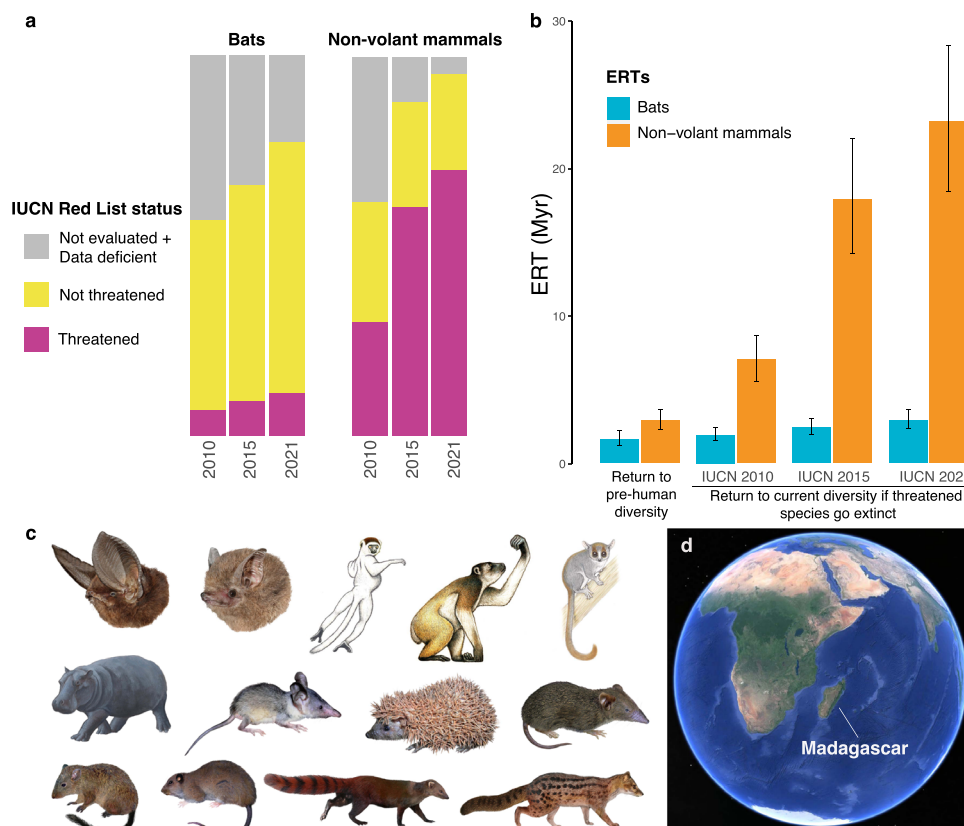 a
Bats
Non-volant mammals
IUCN Red List status
Not evaluated +
Data deficient
Not threatened
Threatened
2010
2015
2021
2010
2015
2021
b
30
20
10
0
ERT (Myr)
ERTs
Bats
Non–volant mammals
Return to
pre-human
diversity
IUCN 2010
IUCN 2015
IUCN 202
Return to current diversity if threatened
species go extinct
c
d
Madagascar